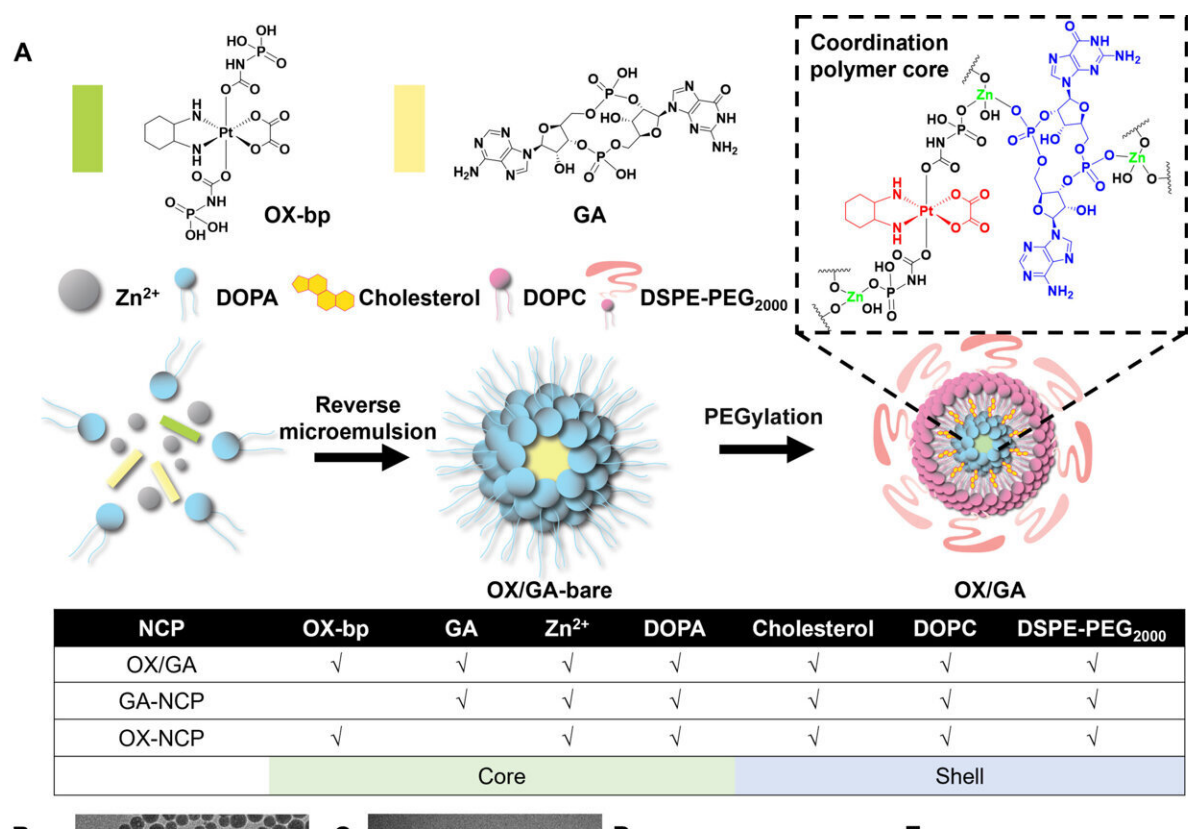 A
OX-bp
GA
Coordination
polymer core
Zn²⁺
DOPA
Cholesterol
DOPC
DSPE-PEG₂₀₀₀
Reverse
microemulsion
PEGylation
OX/GA-bare
OX/GA
NCP OX-bp GA Zn²⁺ DOPA Cholesterol DOPC DSPE-PEG₂₀₀₀
OX/GA √ √ √ √ √ √ √
GA-NCP √ √ √ √ √ √
OX-NCP √ √ √ √ √ √
Core Shell